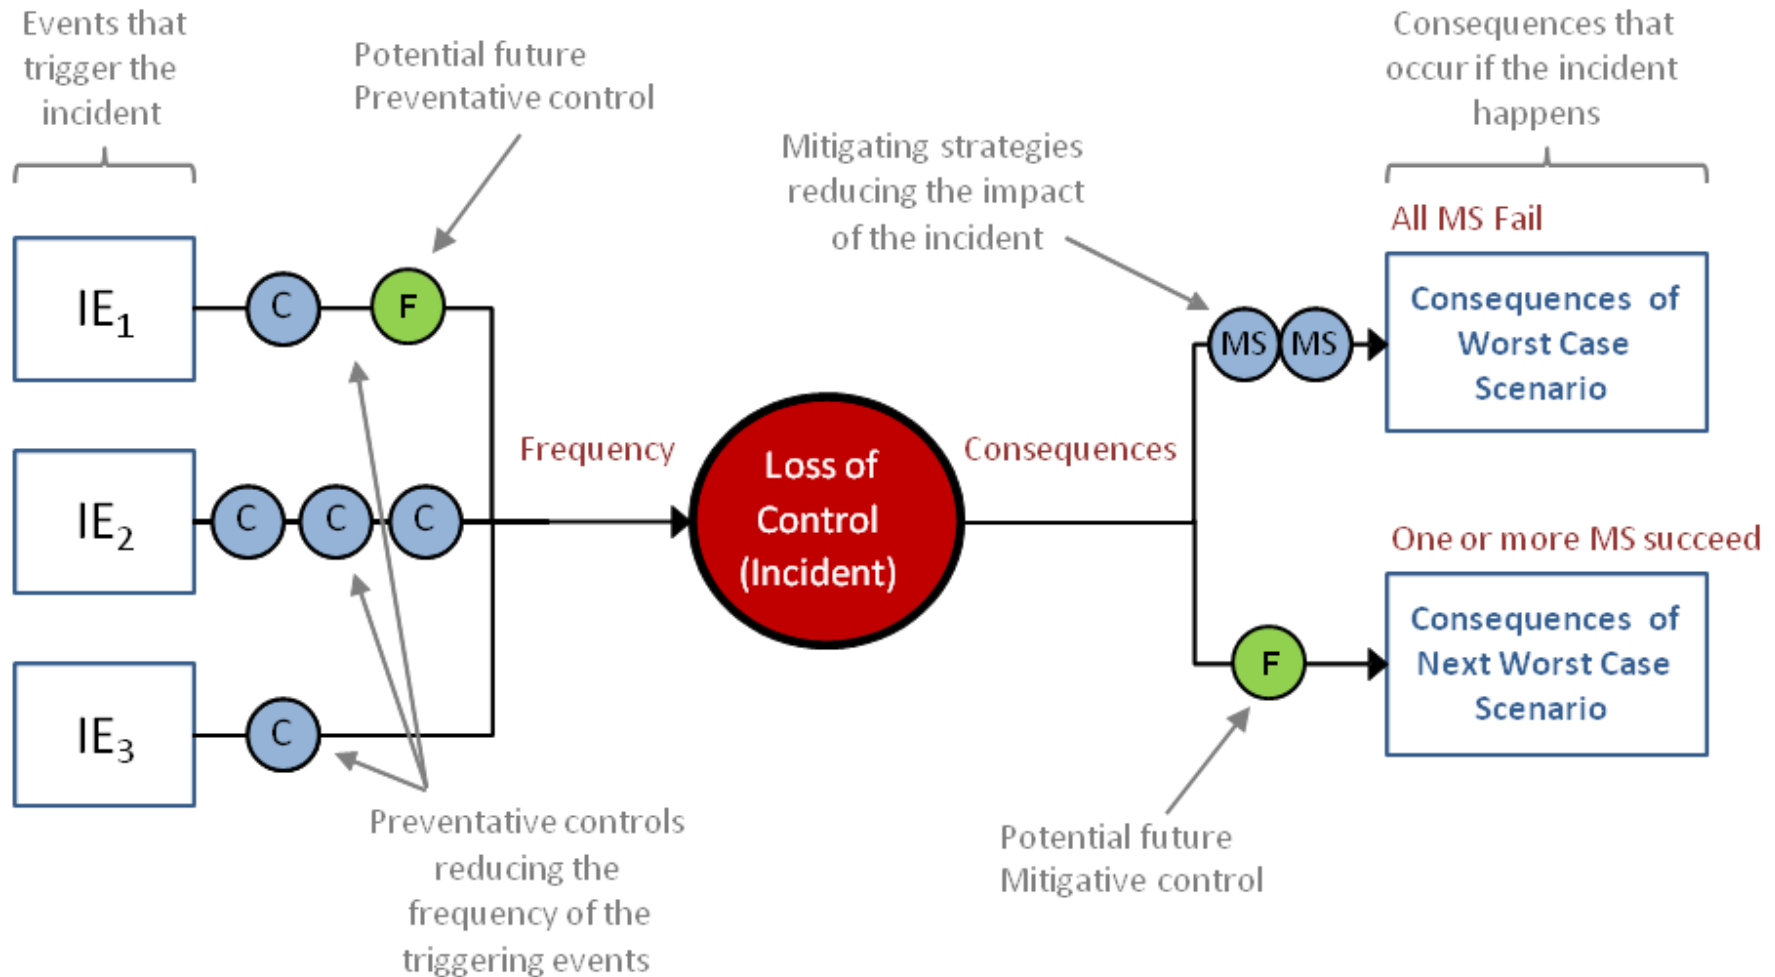 Events that
trigger the
incident
Potential future
Preventative control
Mitigating strategies
reducing the impact
of the incident
Consequences that
occur if the incident
happens
IE1
C
F
IE2
C
C
C
IE3
C
Preventative controls
reducing the
frequency of the
triggering events
Frequency
Loss of
Control
(Incident)
Consequences
MS
MS
All MS Fail
Consequences of
Worst Case
Scenario
One or more MS succeed
F
Consequences of
Next Worst Case
Scenario
Potential future
Mitigative control